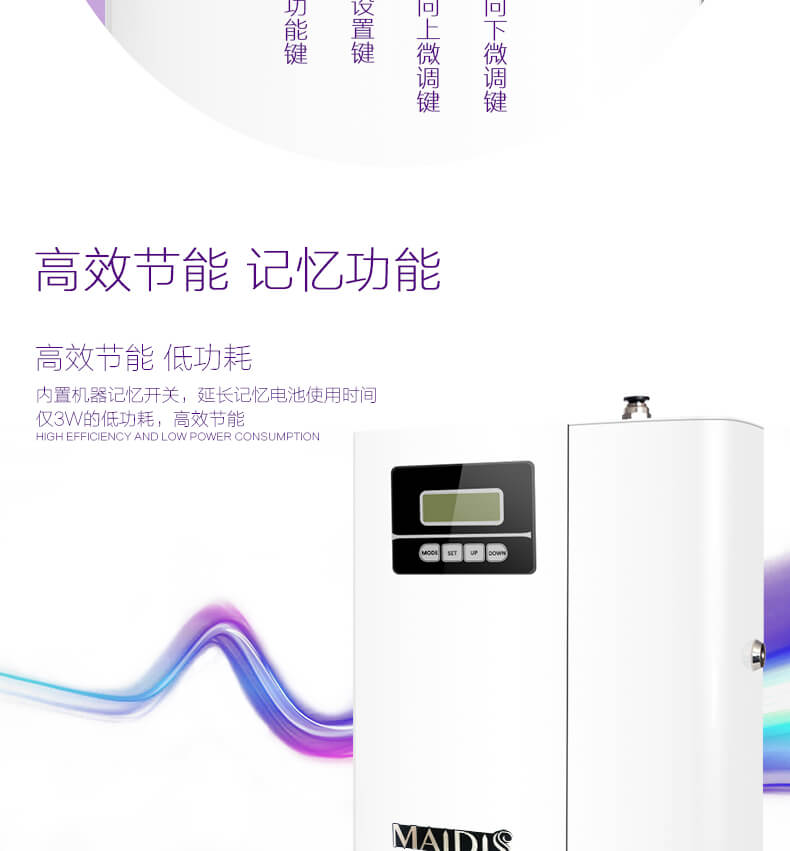 功能键
设置键
向上微调键
向下微调键
高效节能 记忆功能
高效节能 低功耗
内置机器记忆开关，延长记忆电池使用时间
仅3W的低功耗，高效节能
HIGH EFFICIENCY AND LOW POWER CONSUMPTION
MODE SET UP DOWN
MAIDIS